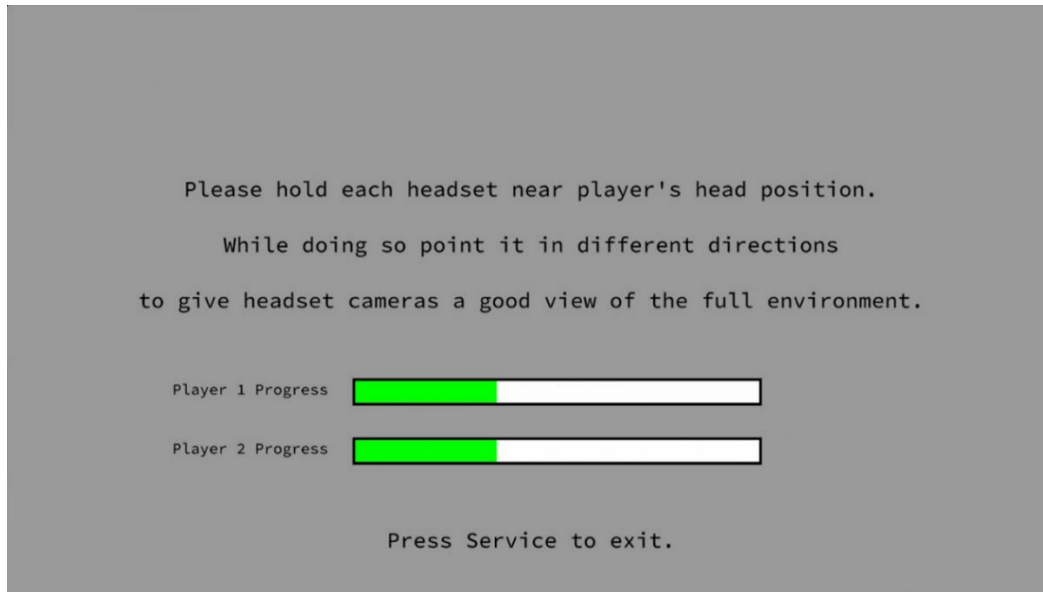 Please hold each headset near player's head position.
While doing so point it in different directions
to give headset cameras a good view of the full environment.
Player 1 Progress
Player 2 Progress
Press Service to exit.